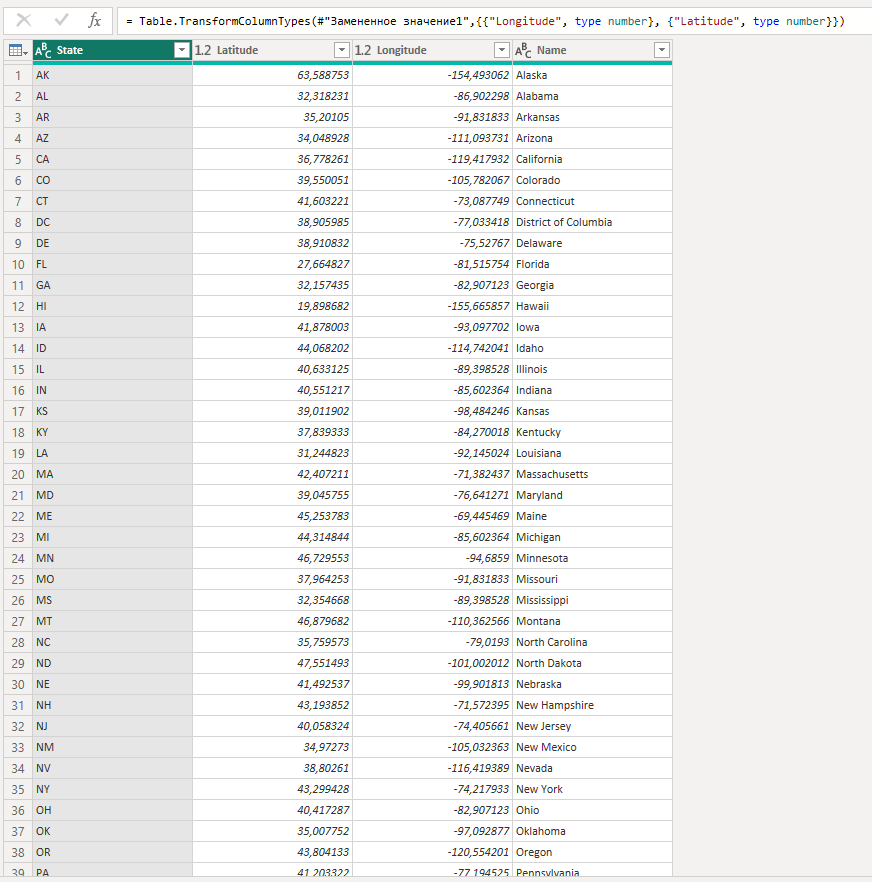 fx = Table.TransformColumnTypes(#"Замененное значение1",{{"Longitude", type number}, {"Latitude", type number}})
ABC State 1.2 Latitude 1.2 Longitude ABC Name
1 AK 63,588753 -154,493062 Alaska
2 AL 32,318231 -86,902298 Alabama
3 AR 35,20105 -91,831833 Arkansas
4 AZ 34,048928 -111,093731 Arizona
5 CA 36,778261 -119,417932 California
6 CO 39,550051 -105,782067 Colorado
7 CT 41,603221 -73,087749 Connecticut
8 DC 38,905985 -77,033418 District of Columbia
9 DE 38,910832 -75,52767 Delaware
10 FL 27,664827 -81,515754 Florida
11 GA 32,157435 -82,907123 Georgia
12 HI 19,898682 -155,665857 Hawaii
13 IA 41,878003 -93,097702 Iowa
14 ID 44,068202 -114,742041 Idaho
15 IL 40,633125 -89,398528 Illinois
16 IN 40,551217 -85,602364 Indiana
17 KS 39,011902 -98,484246 Kansas
18 KY 37,839333 -84,270018 Kentucky
19 LA 31,244823 -92,145024 Louisiana
20 MA 42,407211 -71,382437 Massachusetts
21 MD 39,045755 -76,641271 Maryland
22 ME 45,253783 -69,445469 Maine
23 MI 44,314844 -85,602364 Michigan
24 MN 46,729553 -94,6859 Minnesota
25 MO 37,964253 -91,831833 Missouri
26 MS 32,354668 -89,398528 Mississippi
27 MT 46,879682 -110,362566 Montana
28 NC 35,759573 -79,0193 North Carolina
29 ND 47,551493 -101,002012 North Dakota
30 NE 41,492537 -99,901813 Nebraska
31 NH 43,193852 -71,572395 New Hampshire
32 NJ 40,058324 -74,405661 New Jersey
33 NM 34,97273 -105,032363 New Mexico
34 NV 38,80261 -116,419389 Nevada
35 NY 43,299428 -74,217933 New York
36 OH 40,417287 -82,907123 Ohio
37 OK 35,007752 -97,092877 Oklahoma
38 OR 43,804133 -120,554201 Oregon
39 PA 41,203322 -77,194525 Pennsylvania